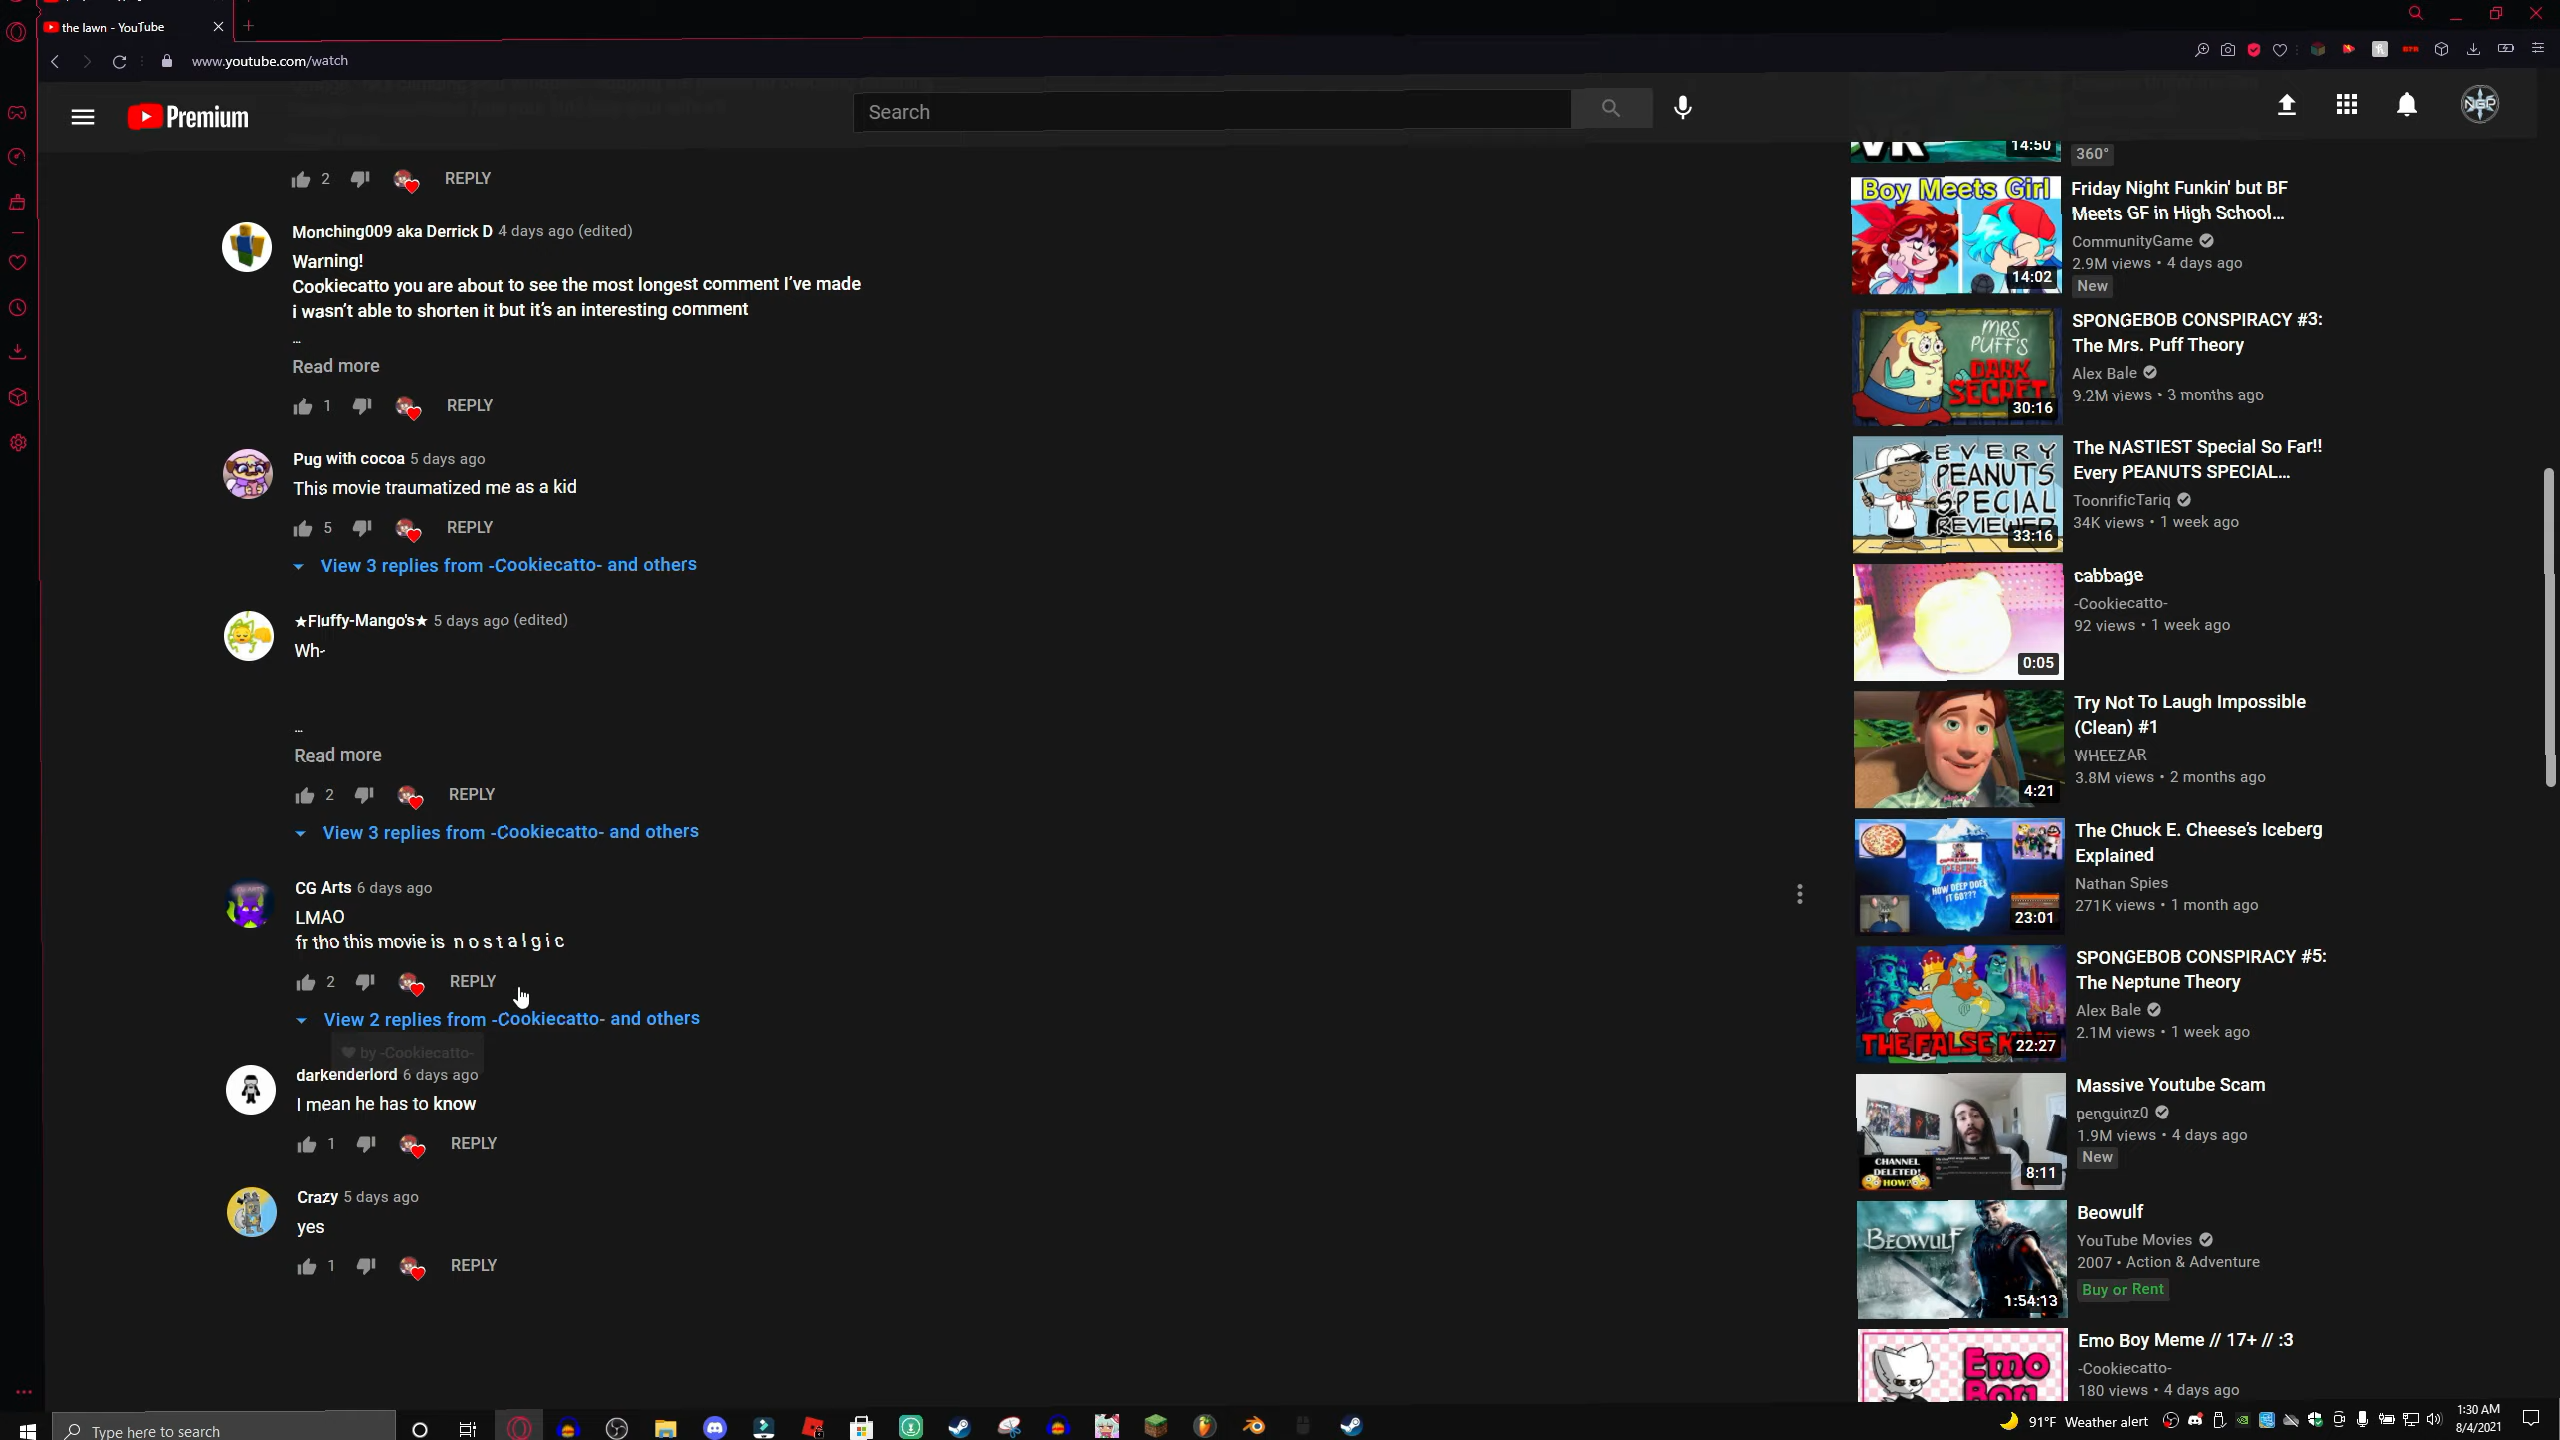 the lawn - YouTube
www.youtube.com/watch
Premium
Search
2 REPLY
Monching009 aka Derrick D 4 days ago (edited)
Warning!
Cookiecatto you are about to see the most longest comment I've made
i wasn't able to shorten it but it's an interesting comment
...
Read more
1 REPLY
Pug with cocoa 5 days ago
This movie traumatized me as a kid
5 REPLY
View 3 replies from -Cookiecatto- and others
★Fluffy-Mango's★ 5 days ago (edited)
Wh-
...
Read more
2 REPLY
View 3 replies from -Cookiecatto- and others
CG Arts 6 days ago
LMAO
fr tho this movie is n o s t a l g i c
2 REPLY
View 2 replies from -Cookiecatto- and others
by -Cookiecatto-
darkenderlord 6 days ago
I mean he has to know
1 REPLY
Crazy 5 days ago
yes
1 REPLY
VR
14:50
360°
Boy Meets Girl
14:02
Friday Night Funkin' but BF
Meets GF in High School...
CommunityGame
2.9M views • 4 days ago
New
MRS
PUFF'S
DARK
SECRET
30:16
SPONGEBOB CONSPIRACY #3:
The Mrs. Puff Theory
Alex Bale
9.2M views • 3 months ago
EVERY
PEANUTS
SPECIAL
REVIEWED
33:16
The NASTIEST Special So Far!!
Every PEANUTS SPECIAL...
ToonrificTariq
34K views • 1 week ago
0:05
cabbage
-Cookiecatto-
92 views • 1 week ago
4:21
Try Not To Laugh Impossible
(Clean) #1
WHEEZAR
3.8M views • 2 months ago
ICEBERG
HOW DEEP DOES
IT GO???
23:01
The Chuck E. Cheese's Iceberg
Explained
Nathan Spies
271K views • 1 month ago
THE FALSE K
22:27
SPONGEBOB CONSPIRACY #5:
The Neptune Theory
Alex Bale
2.1M views • 1 week ago
CHANNEL
DELETED!
HOW?
8:11
Massive Youtube Scam
penguinz0
1.9M views • 4 days ago
New
BEOWULF
1:54:13
Beowulf
YouTube Movies
2007 • Action & Adventure
Buy or Rent
Emo
Boy
Emo Boy Meme // 17+ // :3
-Cookiecatto-
180 views • 4 days ago
Type here to search
91°F Weather alert
1:30 AM
8/4/2021